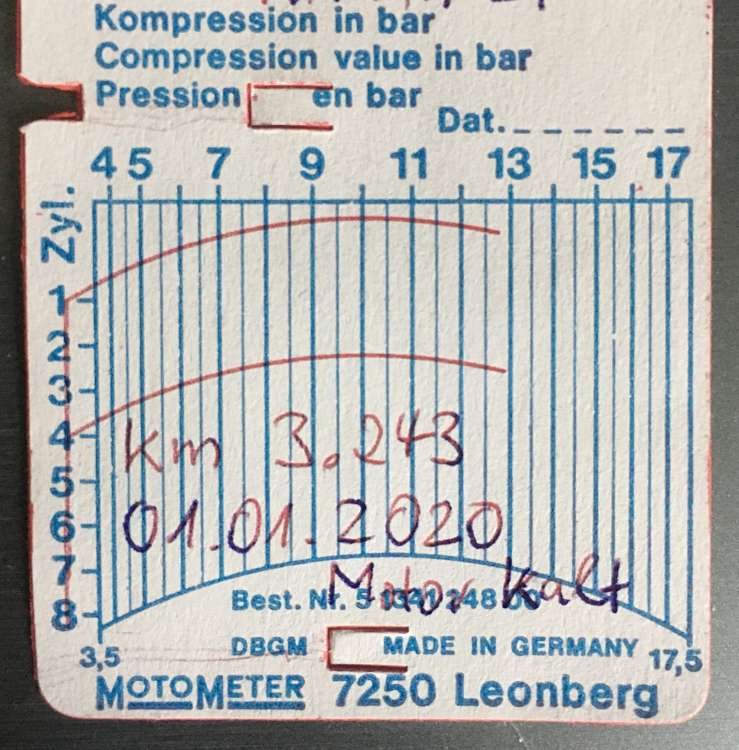 Kompression in bar
Compression value in bar
Pression en bar
Dat.
4 5 7 9 11 13 15 17
Zyl.
1
2
3
4
5
6
7
8
km 3.243
01.01.2020
Motor kalt
Best. Nr.
3,5
DBGM MADE IN GERMANY
17,5
MOTOMETER 7250 Leonberg